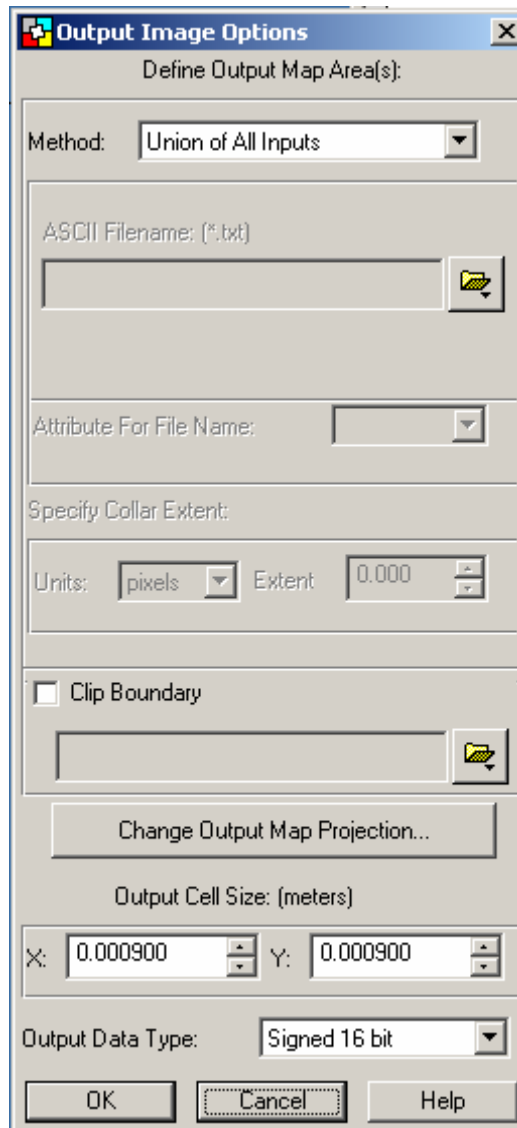 Output Image Options
Define Output Map Area(s):
Method: Union of All Inputs
ASCII Filename: (*.txt)
Attribute For File Name:
Specify Collar Extent:
Units: pixels Extent 0.000
Clip Boundary
Change Output Map Projection...
Output Cell Size: (meters)
X: 0.000900 Y: 0.000900
Output Data Type: Signed 16 bit
OK Cancel Help